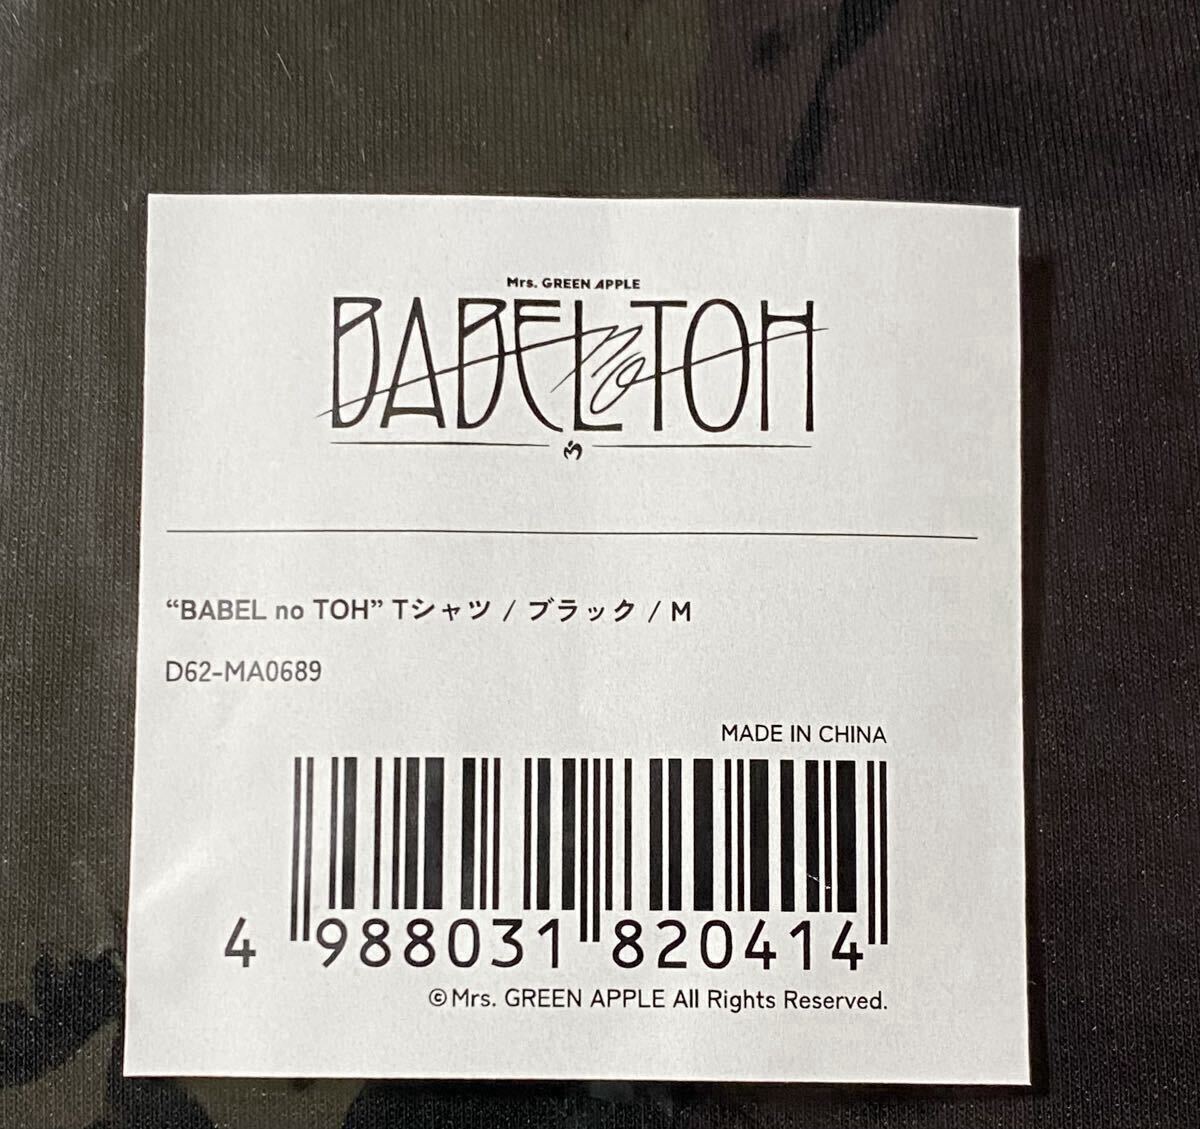 Mrs. GREEN APPLE
BABEL no TOH
“BABEL no TOH” Tシャツ / ブラック / M
D62-MA0689
MADE IN CHINA
4 988031 820414
©Mrs. GREEN APPLE All Rights Reserved.